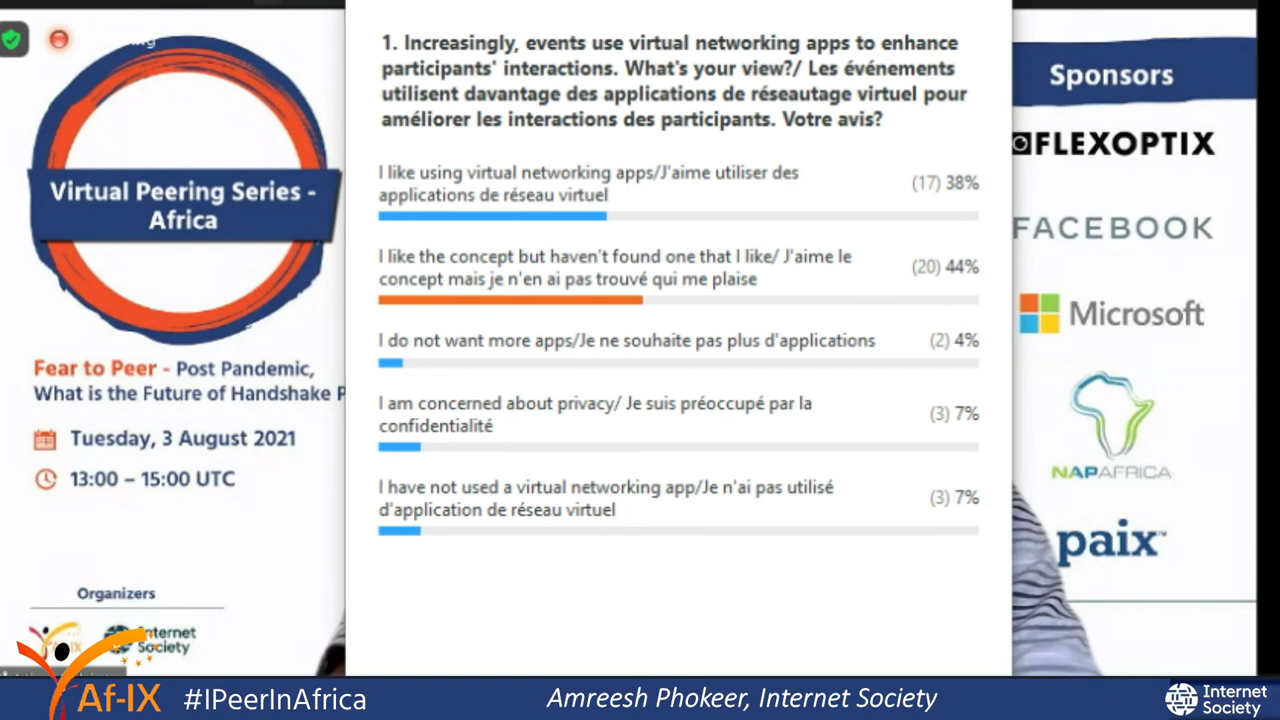 Virtual Peering Series -
Africa
Fear to Peer - Post Pandemic,
What is the Future of Handshake P
Tuesday, 3 August 2021
13:00 – 15:00 UTC
Organizers
Internet
Society
1. Increasingly, events use virtual networking apps to enhance
participants' interactions. What's your view?/ Les événements
utilisent davantage des applications de réseautage virtuel pour
améliorer les interactions des participants. Votre avis?
I like using virtual networking apps/J'aime utiliser des
applications de réseau virtuel
(17) 38%
I like the concept but haven't found one that I like/ J'aime le
concept mais je n'en ai pas trouvé qui me plaise
(20) 44%
I do not want more apps/Je ne souhaite pas plus d'applications
(2) 4%
I am concerned about privacy/ Je suis préoccupé par la
confidentialité
(3) 7%
I have not used a virtual networking app/Je n'ai pas utilisé
d'application de réseau virtuel
(3) 7%
Sponsors
FLEXOPTIX
FACEBOOK
Microsoft
NAPAFRICA
paix
Af-IX
#IPeerInAfrica
Amreesh Phokeer, Internet Society
Internet
Society